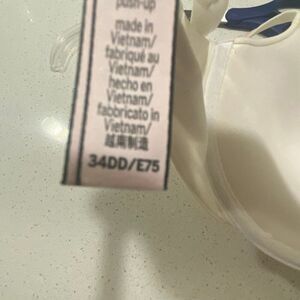 push-up
made in
Vietnam/
fabriqué au
Vietnam/
hecho en
Vietnam/
fabbricato in
Vietnam/
越南制造
34DD/E75